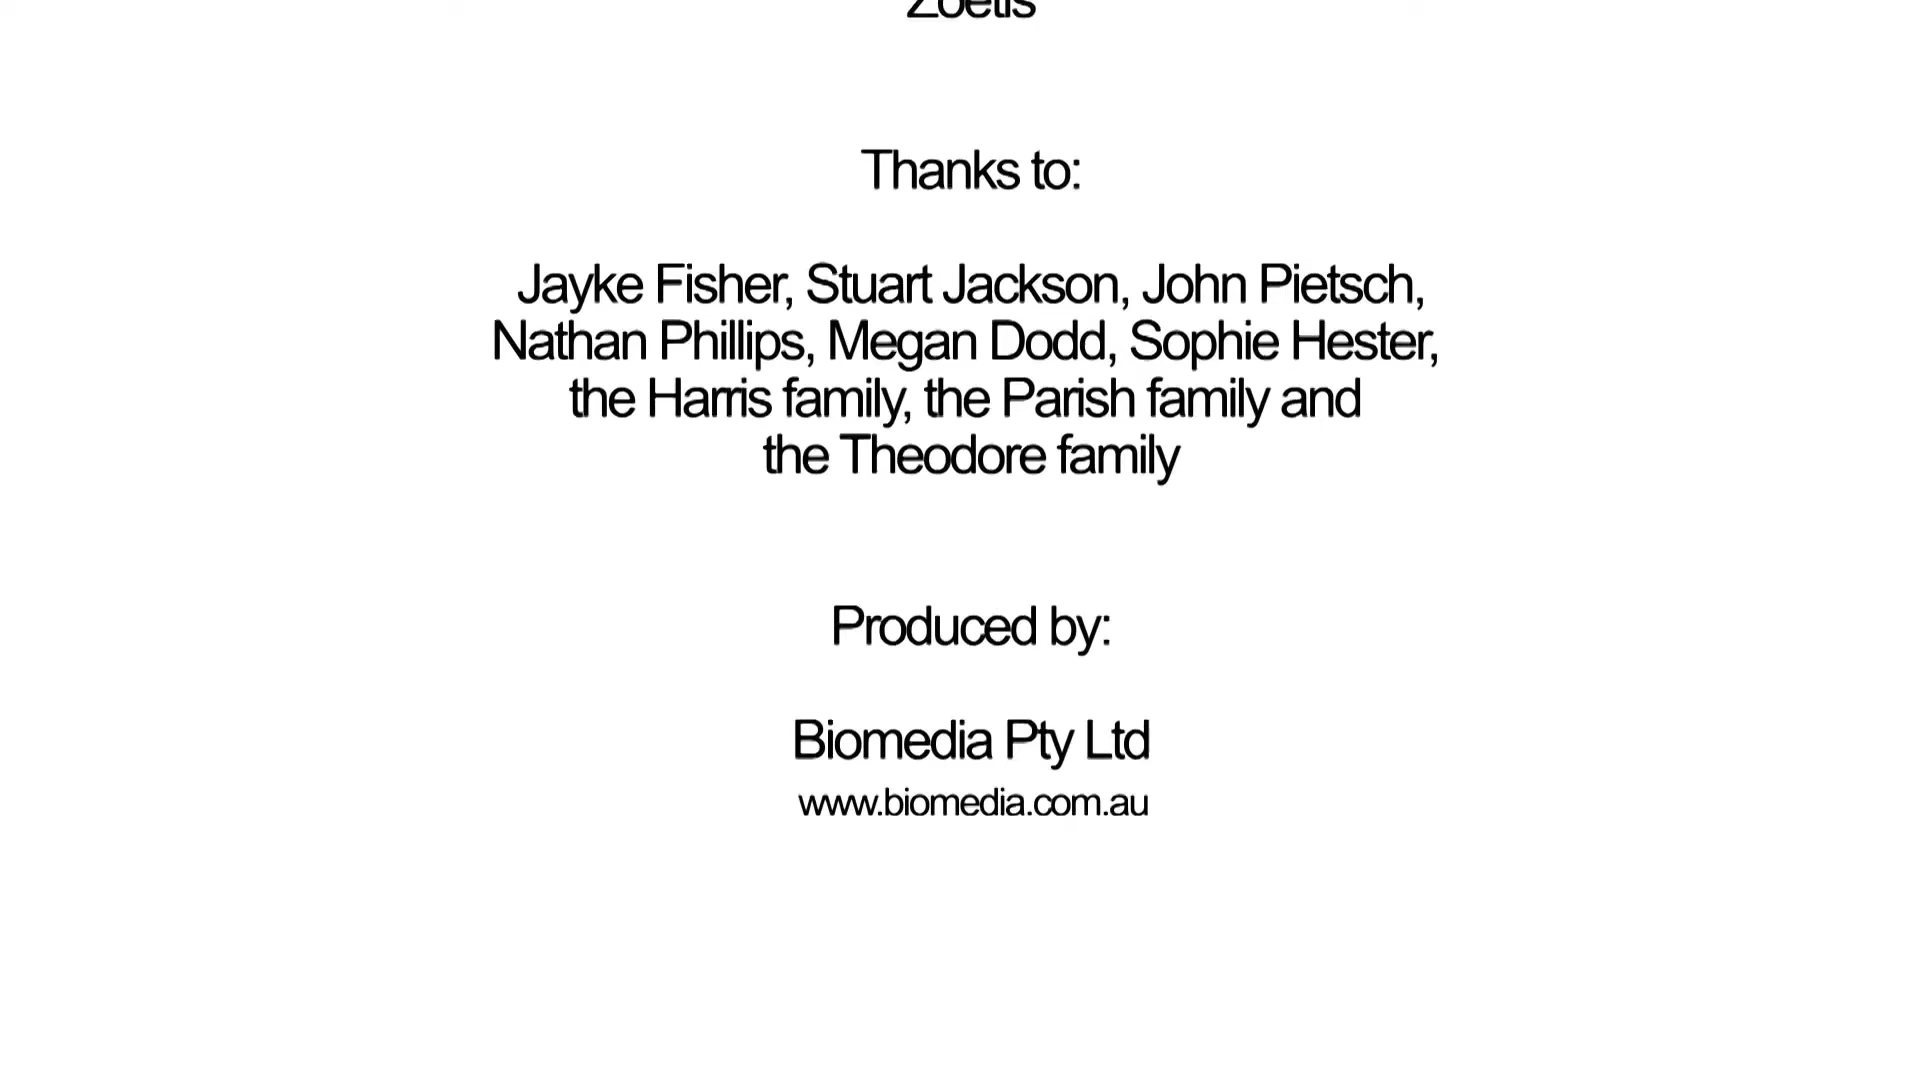 Zoetis
Thanks to:
Jayke Fisher, Stuart Jackson, John Pietsch,
Nathan Phillips, Megan Dodd, Sophie Hester,
the Harris family, the Parish family and
the Theodore family
Produced by:
Biomedia Pty Ltd
www.biomedia.com.au